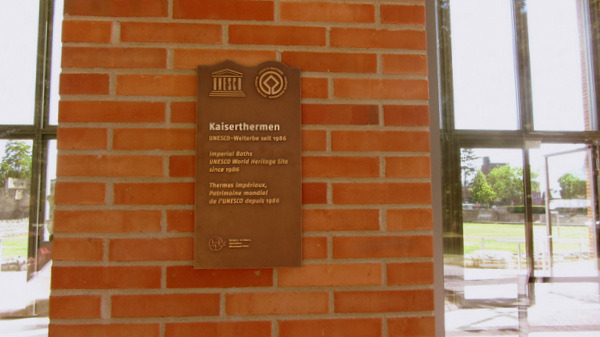 UNESCO
Kaiserthermen
UNESCO-Welterbe seit 1986
Imperial Baths
UNESCO World Heritage Site
since 1986
Thermes impériaux,
Patrimoine mondial
de l'UNESCO depuis 1986